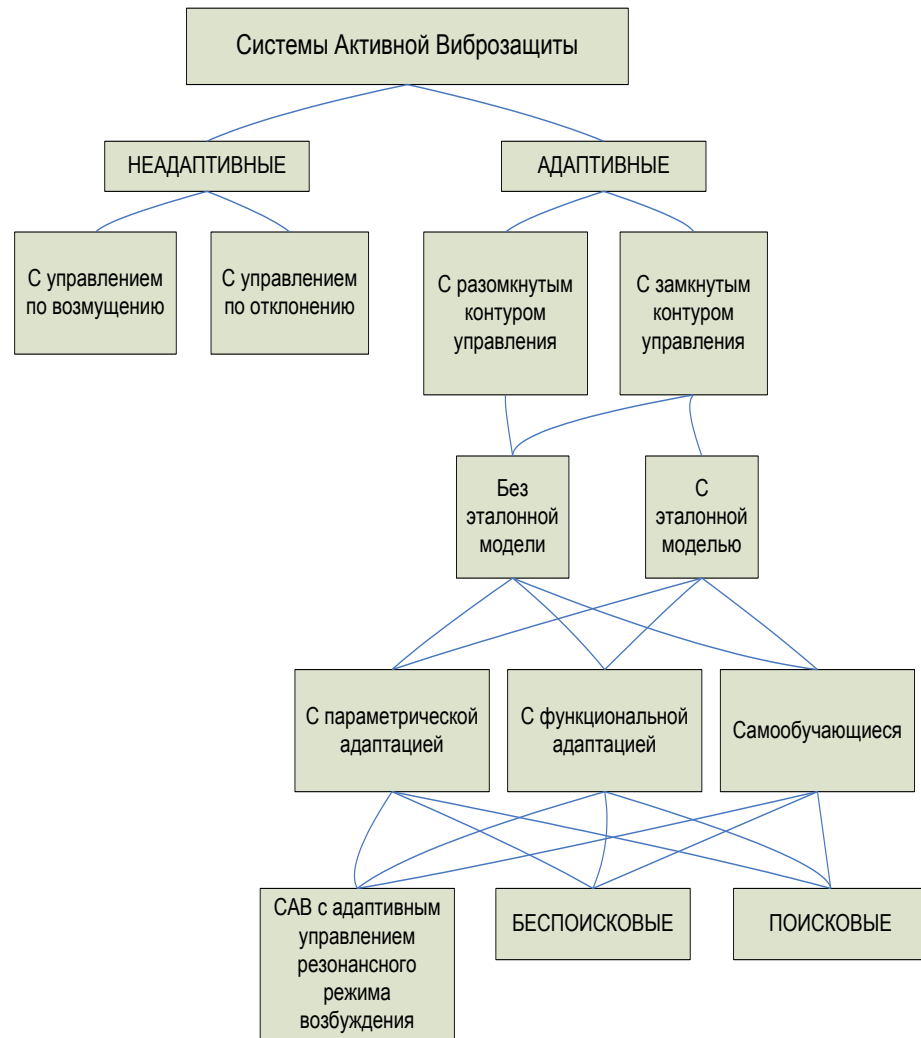 Системы Активной Виброзащиты
НЕАДАПТИВНЫЕ
АДАПТИВНЫЕ
С управлением
по возмущению
С управлением
по отклонению
С разомкнутым
контуром
управления
С замкнутым
контуром
управления
Без
эталонной
модели
С
эталонной
моделью
С параметрической
адаптацией
С функциональной
адаптацией
Самообучающиеся
САВ с адаптивным
управлением
резонансного
режима
возбуждения
БЕСПОИСКОВЫЕ
ПОИСКОВЫЕ